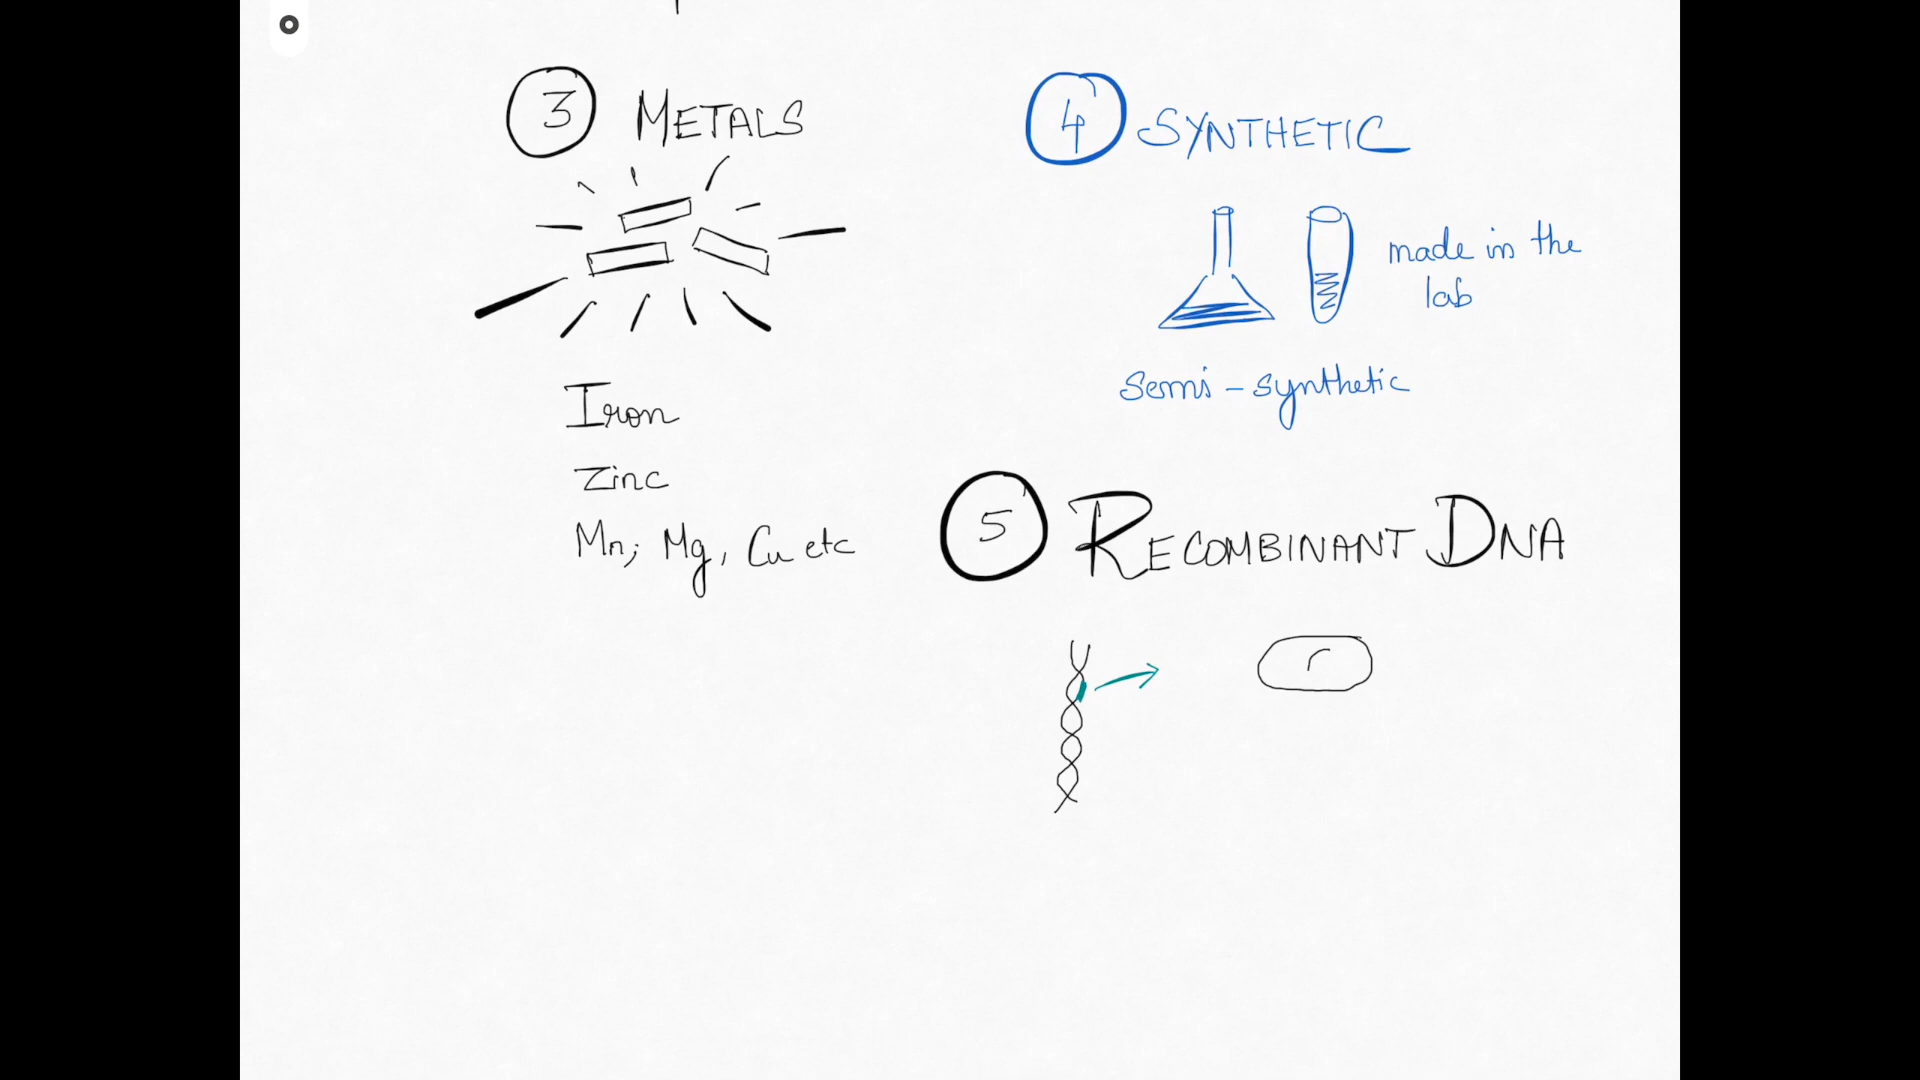 3 METALS
Iron
Zinc
Mn, Mg, Cu etc
4 SYNTHETIC
made in the
lab
Semi-synthetic
5 RECOMBINANT DNA